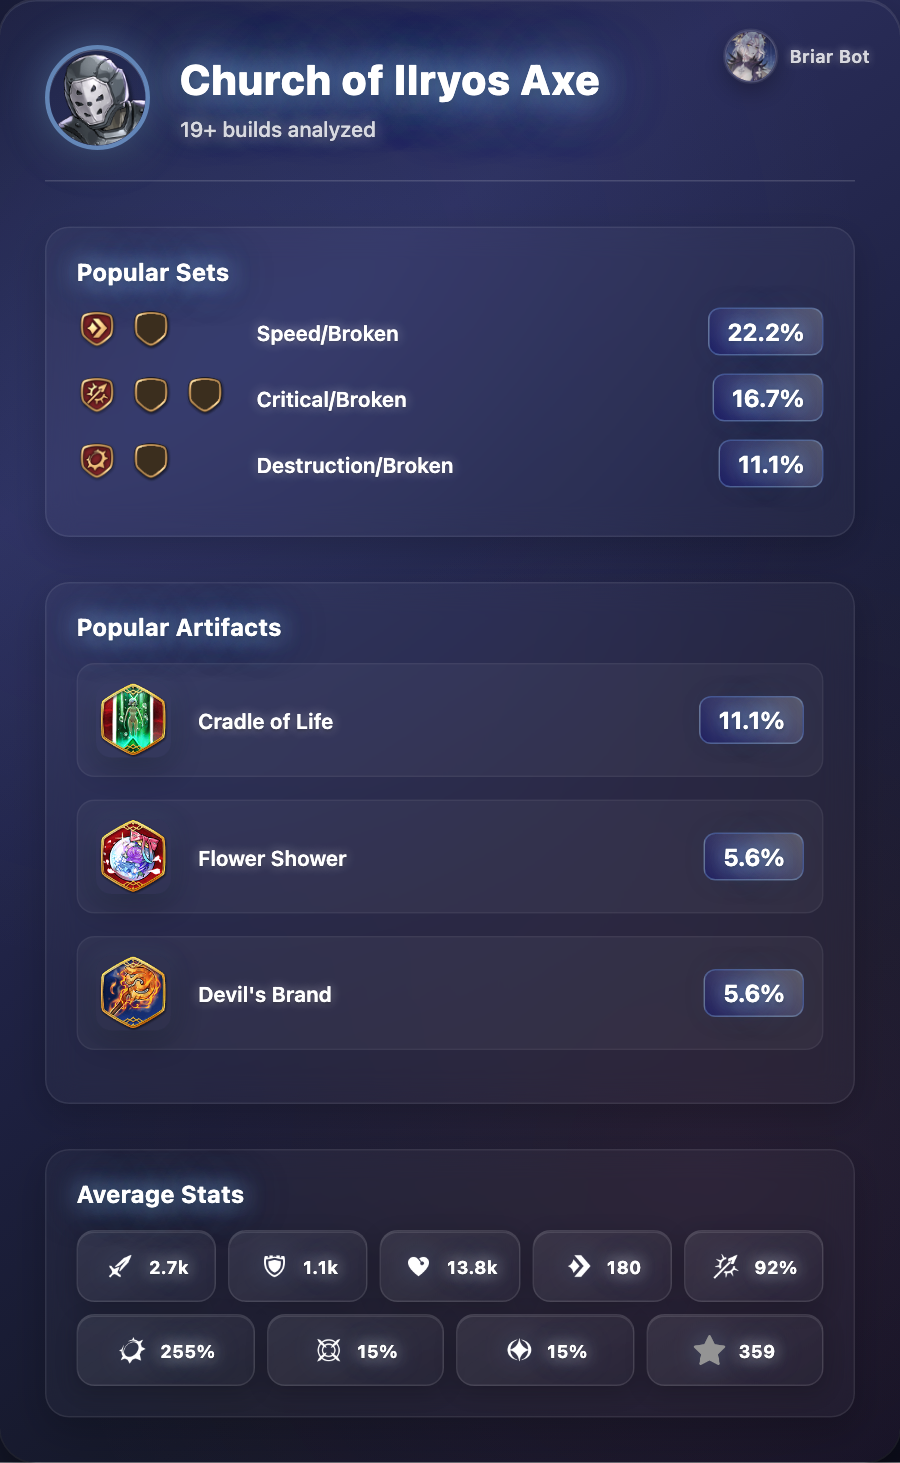 Church of Ilryos Axe
Briar Bot
19+ builds analyzed
Popular Sets
Speed/Broken 22.2%
Critical/Broken 16.7%
Destruction/Broken 11.1%
Popular Artifacts
Cradle of Life 11.1%
Flower Shower 5.6%
Devil's Brand 5.6%
Average Stats
2.7k 1.1k 13.8k 180 92%
255% 15% 15% 359